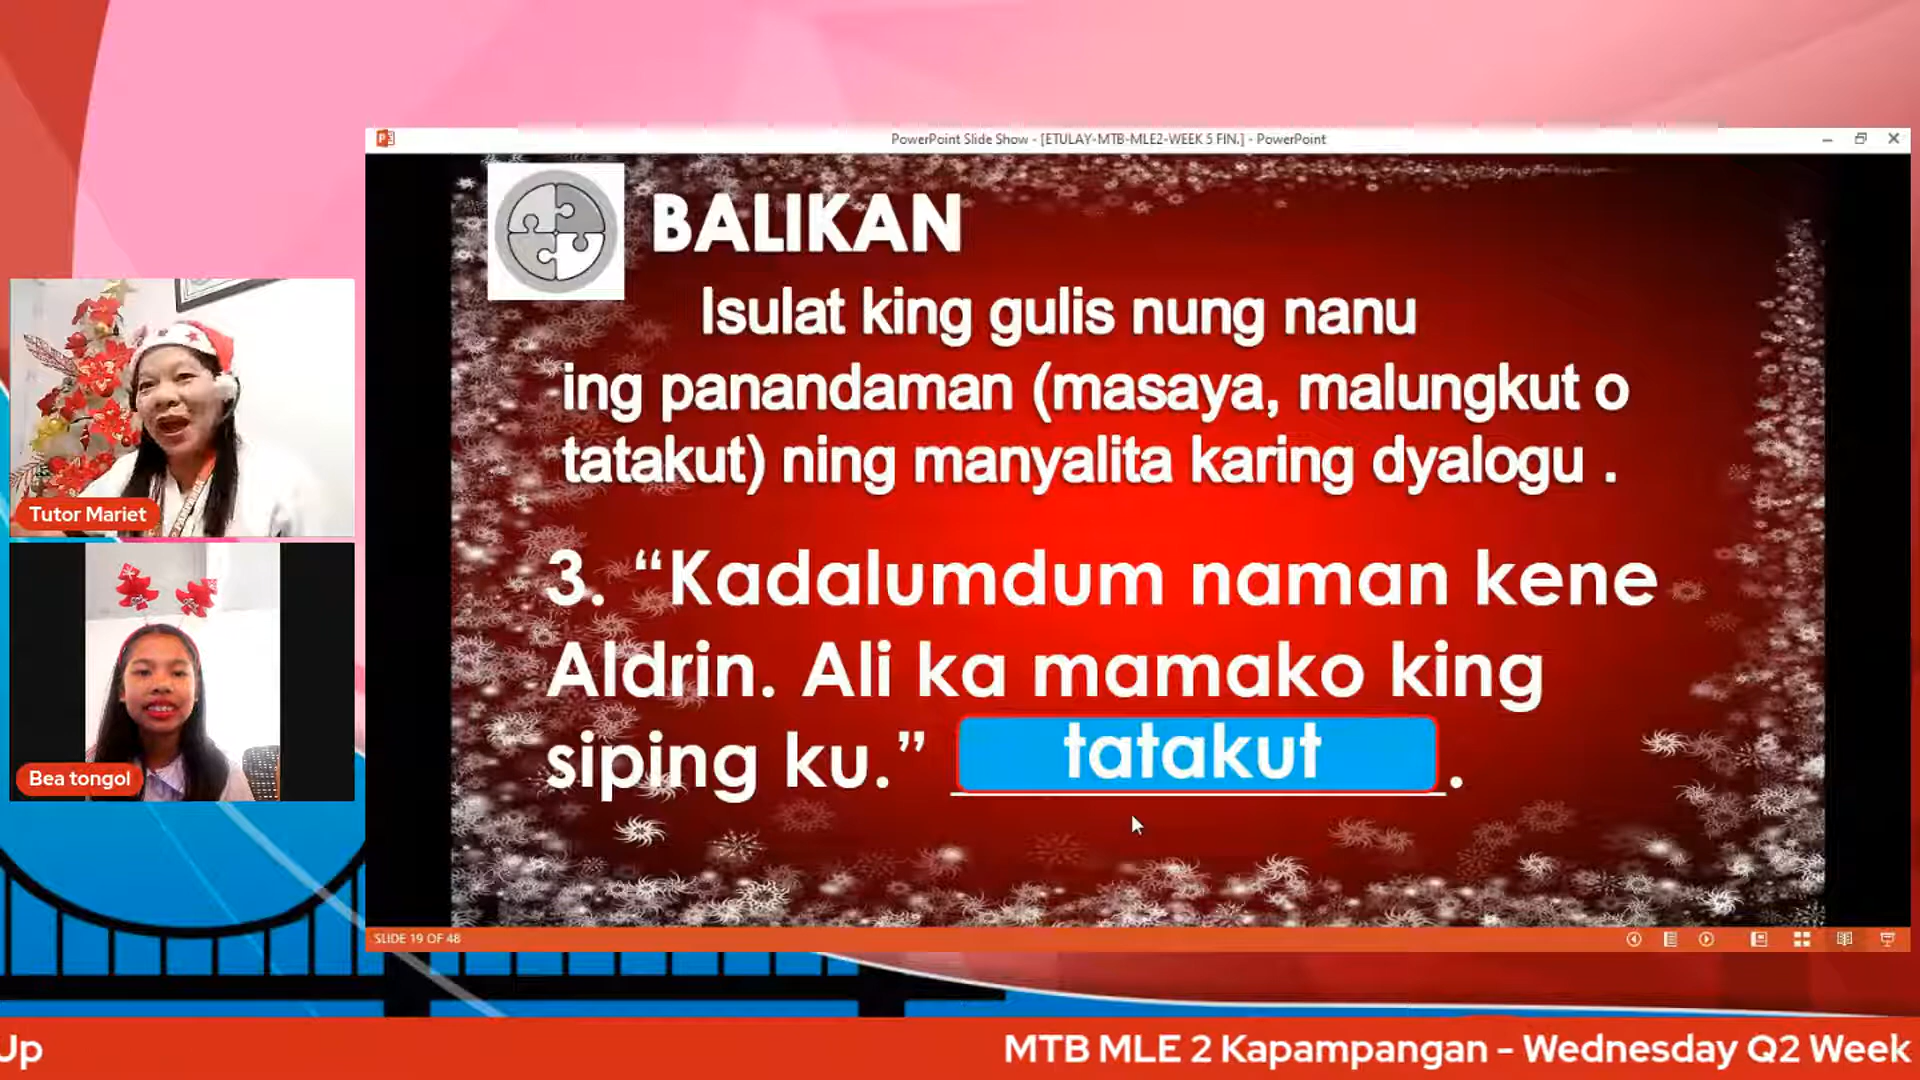 PowerPoint Slide Show - [ETULAY-MTB-MLE2-WEEK 5 FIN.] - PowerPoint
BALIKAN
Isulat king gulis nung nanu
ing panandaman (masaya, malungkut o
tatakut) ning manyalita karing dyalogu .
3. “Kadalumdum naman kene
Aldrin. Ali ka mamako king
siping ku.” tatakut.
Tutor Mariet
Bea tongol
SLIDE 19 OF 48
Up
MTB MLE 2 Kapampangan - Wednesday Q2 Week